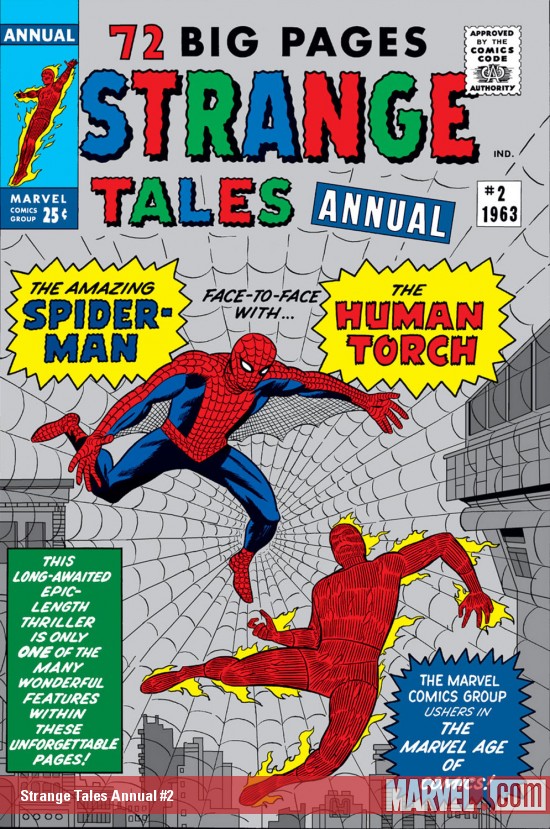 ANNUAL
72 BIG PAGES
APPROVED
BY THE
COMICS
CODE
CA
AUTHORITY
STRANGE
IND.
TALES
ANNUAL
#2
1963
MARVEL
COMICS
GROUP 25¢
THE AMAZING
SPIDER-
MAN
FACE-TO-FACE
WITH...
THE
HUMAN
TORCH
THIS
LONG-AWAITED
EPIC-
LENGTH
THRILLER
IS ONLY
ONE OF THE
MANY
WONDERFUL
FEATURES
WITHIN
THESE
UNFORGETTABLE
PAGES!
THE MARVEL
COMICS GROUP
USHERS IN
THE
MARVEL AGE
OF
COMICS!
Strange Tales Annual #2
MARVEL.COM